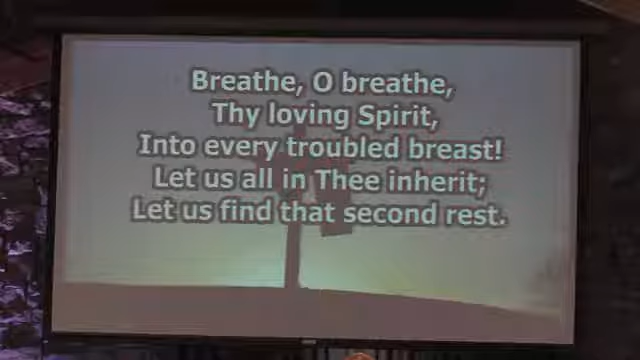 Breathe, O breathe,
Thy loving Spirit,
Into every troubled breast!
Let us all in Thee inherit;
Let us find that second rest.